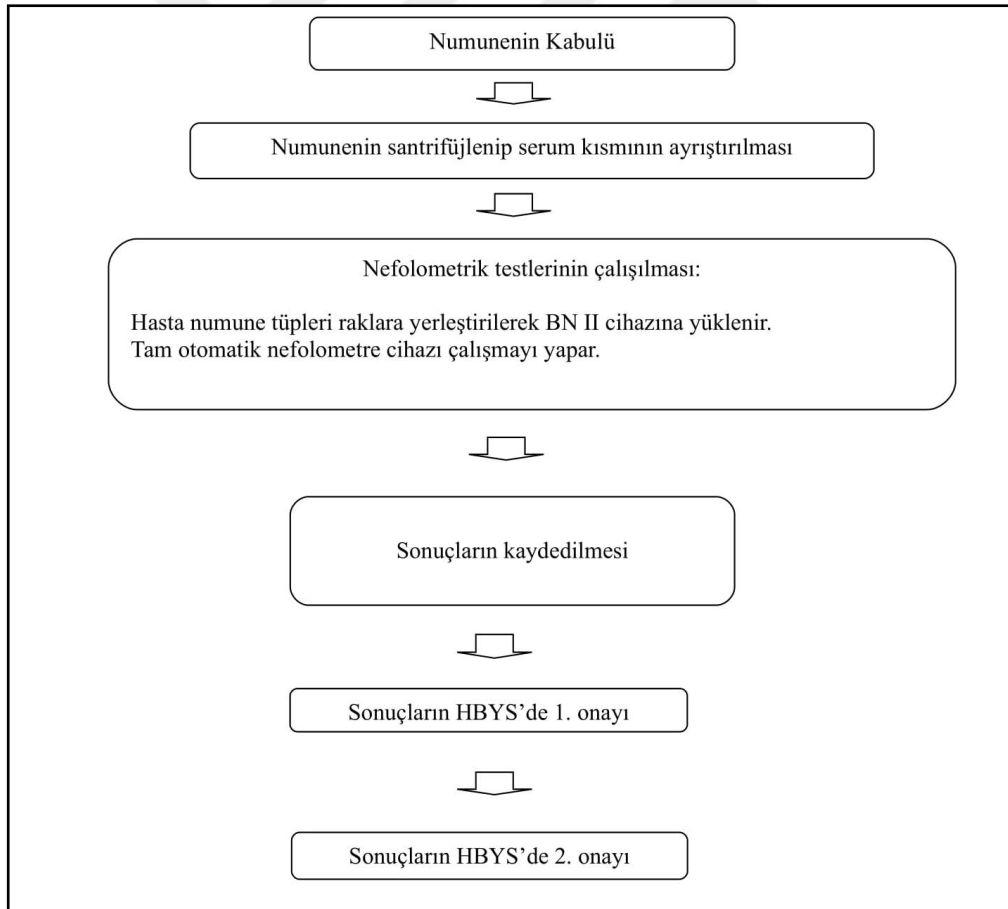 Numunenin Kabulü
Numunenin santrifüjlenip serum kısmının ayrıştırılması
Nefolometrik testlerinin çalışılması:
Hasta numune tüpleri raklara yerleştirilerek BN II cihazına yüklenir.
Tam otomatik nefolometre cihazı çalışmayı yapar.
Sonuçların kaydedilmesi
Sonuçların HBYS’de 1. onayı
Sonuçların HBYS’de 2. onayı